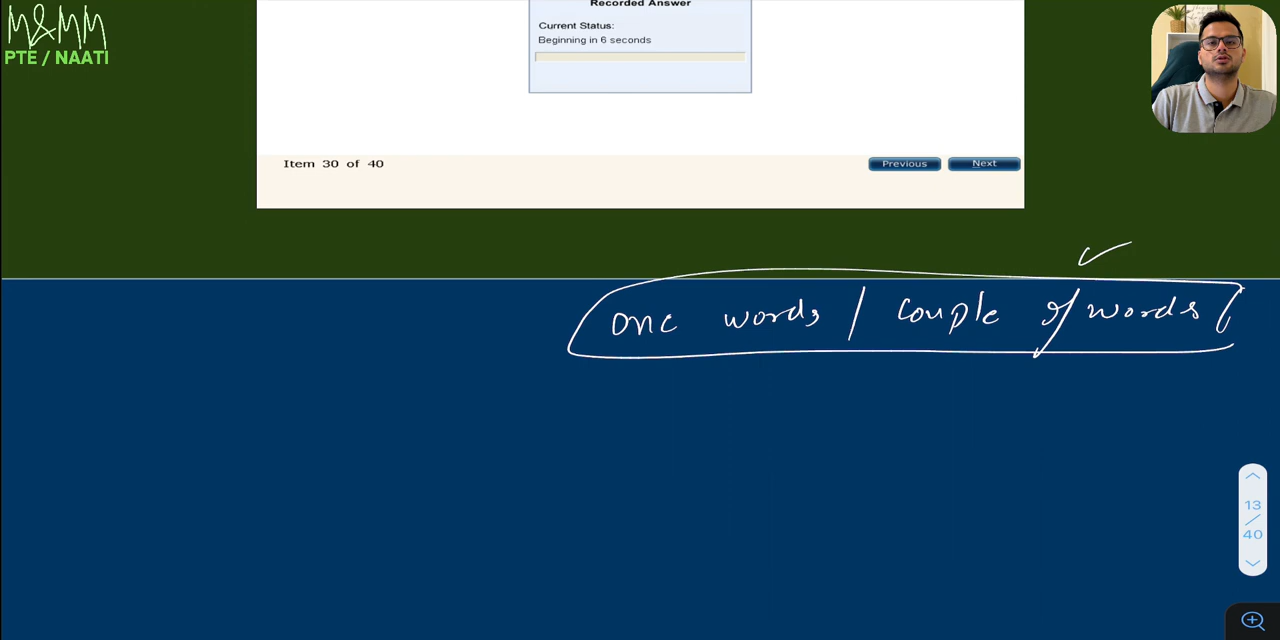 Recorded Answer
M&MM
Current Status:
PTE / NAATI
Beginning in 6 seconds
Item 30 of 40
Previous
Next
one words / couple of words
13
/
40